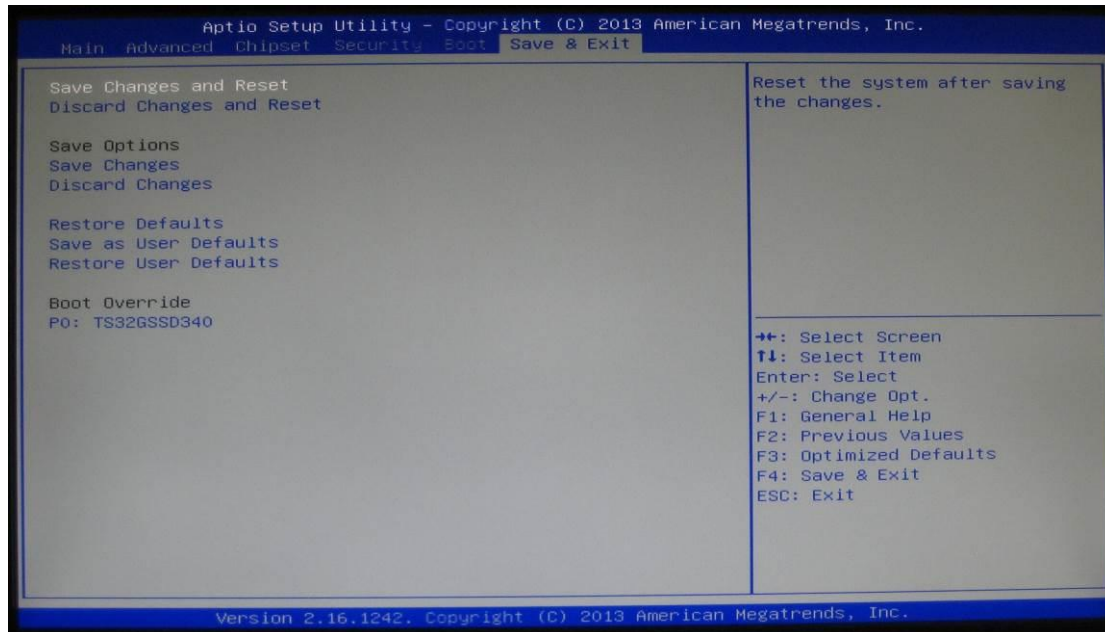 Aptio Setup Utility – Copyright (C) 2013 American Megatrends, Inc.
Main Advanced Chipset Security Boot Save & Exit
Save Changes and Reset
Discard Changes and Reset
Save Options
Save Changes
Discard Changes
Restore Defaults
Save as User Defaults
Restore User Defaults
Boot Override
P0: TS32GSSD340
Reset the system after saving
the changes.
→←: Select Screen
↑↓: Select Item
Enter: Select
+/-: Change Opt.
F1: General Help
F2: Previous Values
F3: Optimized Defaults
F4: Save & Exit
ESC: Exit
Version 2.16.1242. Copyright (C) 2013 American Megatrends, Inc.